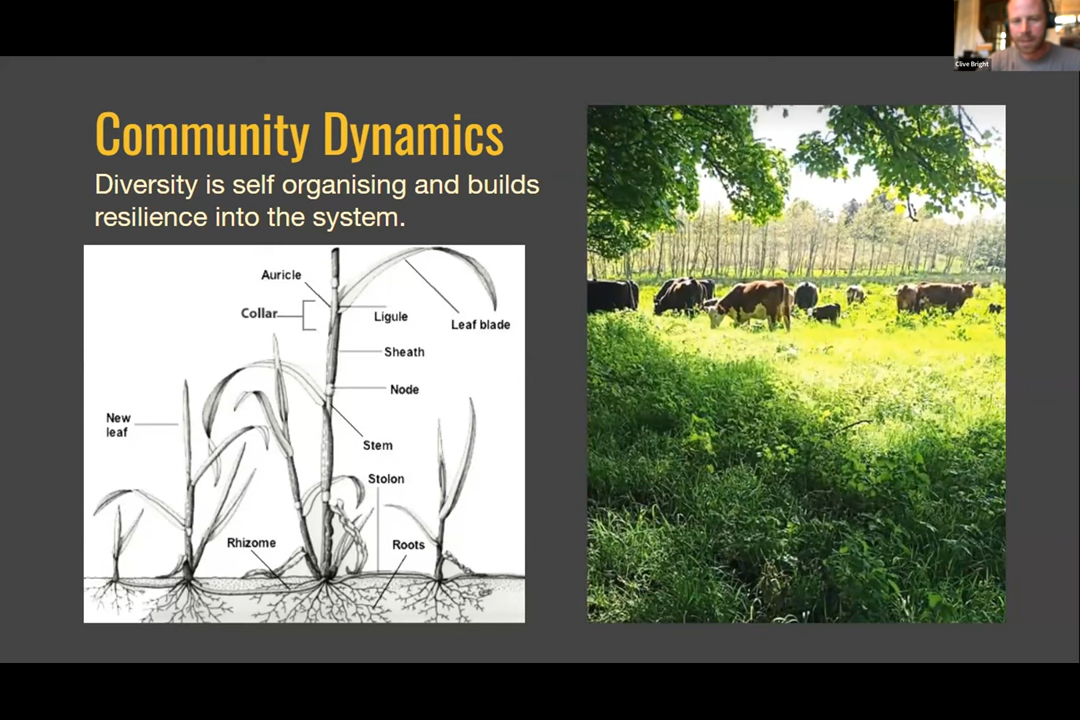 Clive Bright
Community Dynamics
Diversity is self organising and builds
resilience into the system.
Auricle
Collar
Ligule
Leaf blade
Sheath
Node
New
leaf
Stem
Stolon
Rhizome
Roots